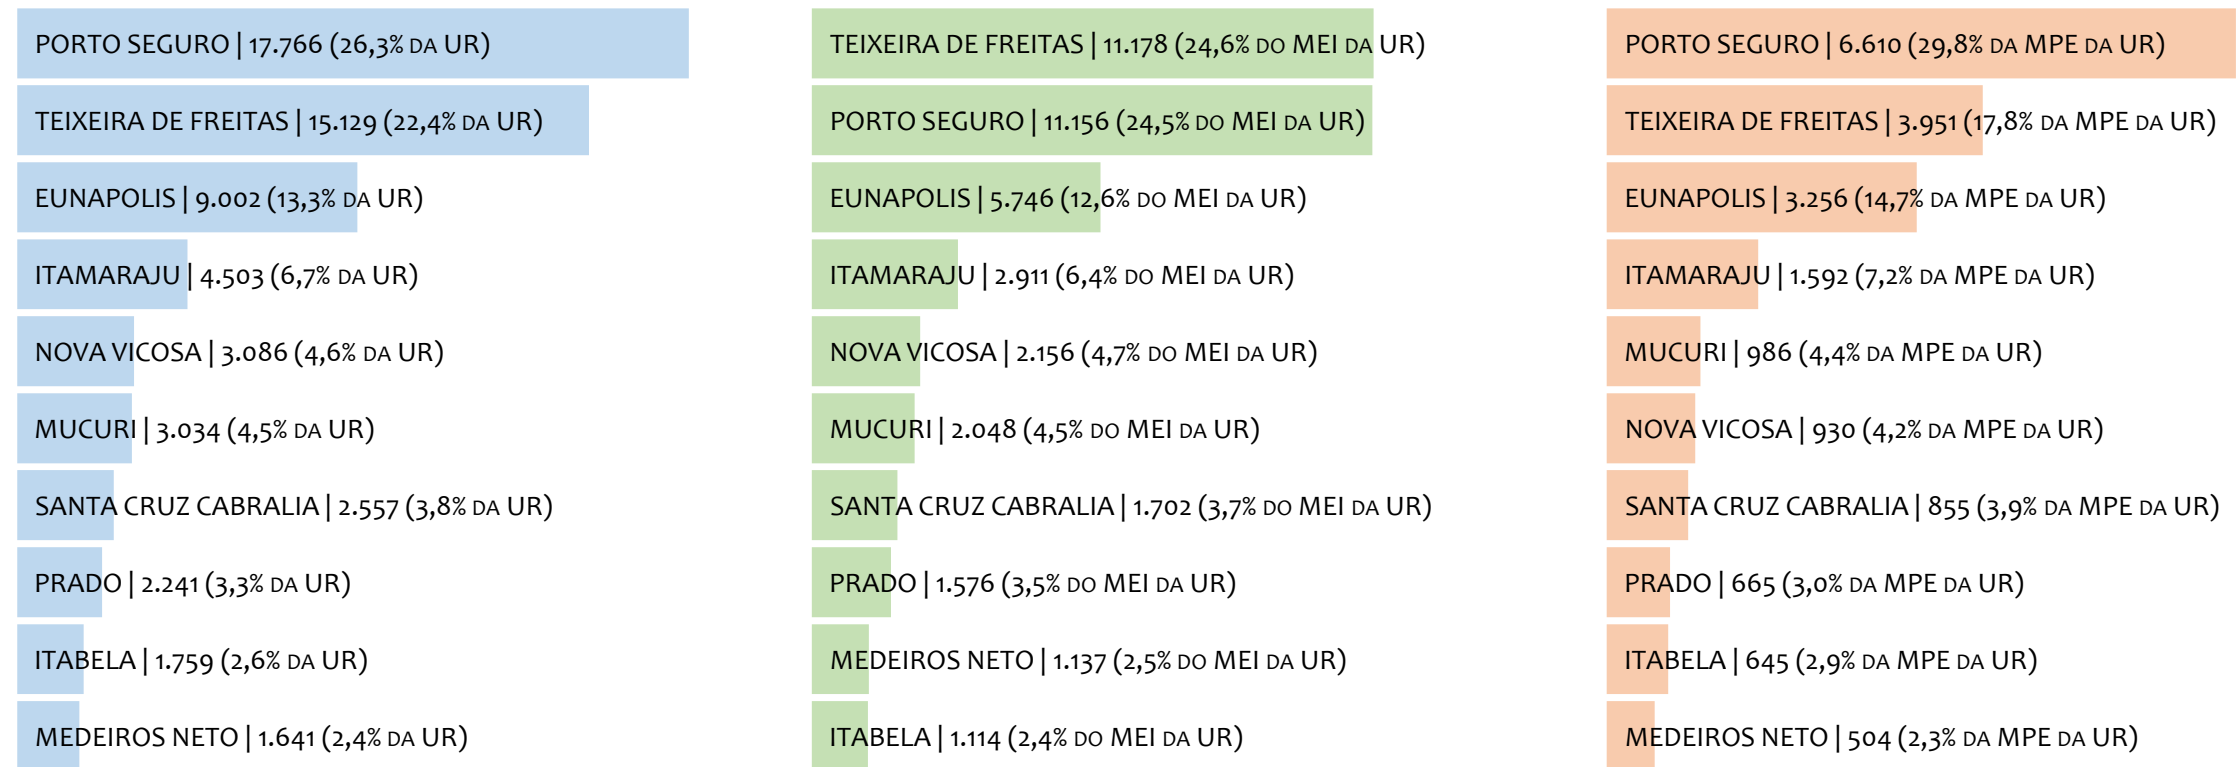 PORTO SEGURO | 17.766 (26,3% DA UR)
TEIXEIRA DE FREITAS | 15.129 (22,4% DA UR)
EUNAPOLIS | 9.002 (13,3% DA UR)
ITAMARAJU | 4.503 (6,7% DA UR)
NOVA VICOSA | 3.086 (4,6% DA UR)
MUCURI | 3.034 (4,5% DA UR)
SANTA CRUZ CABRALIA | 2.557 (3,8% DA UR)
PRADO | 2.241 (3,3% DA UR)
ITABELA | 1.759 (2,6% DA UR)
MEDEIROS NETO | 1.641 (2,4% DA UR)
TEIXEIRA DE FREITAS | 11.178 (24,6% DO MEI DA UR)
PORTO SEGURO | 11.156 (24,5% DO MEI DA UR)
EUNAPOLIS | 5.746 (12,6% DO MEI DA UR)
ITAMARAJU | 2.911 (6,4% DO MEI DA UR)
NOVA VICOSA | 2.156 (4,7% DO MEI DA UR)
MUCURI | 2.048 (4,5% DO MEI DA UR)
SANTA CRUZ CABRALIA | 1.702 (3,7% DO MEI DA UR)
PRADO | 1.576 (3,5% DO MEI DA UR)
MEDEIROS NETO | 1.137 (2,5% DO MEI DA UR)
ITABELA | 1.114 (2,4% DO MEI DA UR)
PORTO SEGURO | 6.610 (29,8% DA MPE DA UR)
TEIXEIRA DE FREITAS | 3.951 (17,8% DA MPE DA UR)
EUNAPOLIS | 3.256 (14,7% DA MPE DA UR)
ITAMARAJU | 1.592 (7,2% DA MPE DA UR)
MUCURI | 986 (4,4% DA MPE DA UR)
NOVA VICOSA | 930 (4,2% DA MPE DA UR)
SANTA CRUZ CABRALIA | 855 (3,9% DA MPE DA UR)
PRADO | 665 (3,0% DA MPE DA UR)
ITABELA | 645 (2,9% DA MPE DA UR)
MEDEIROS NETO | 504 (2,3% DA MPE DA UR)